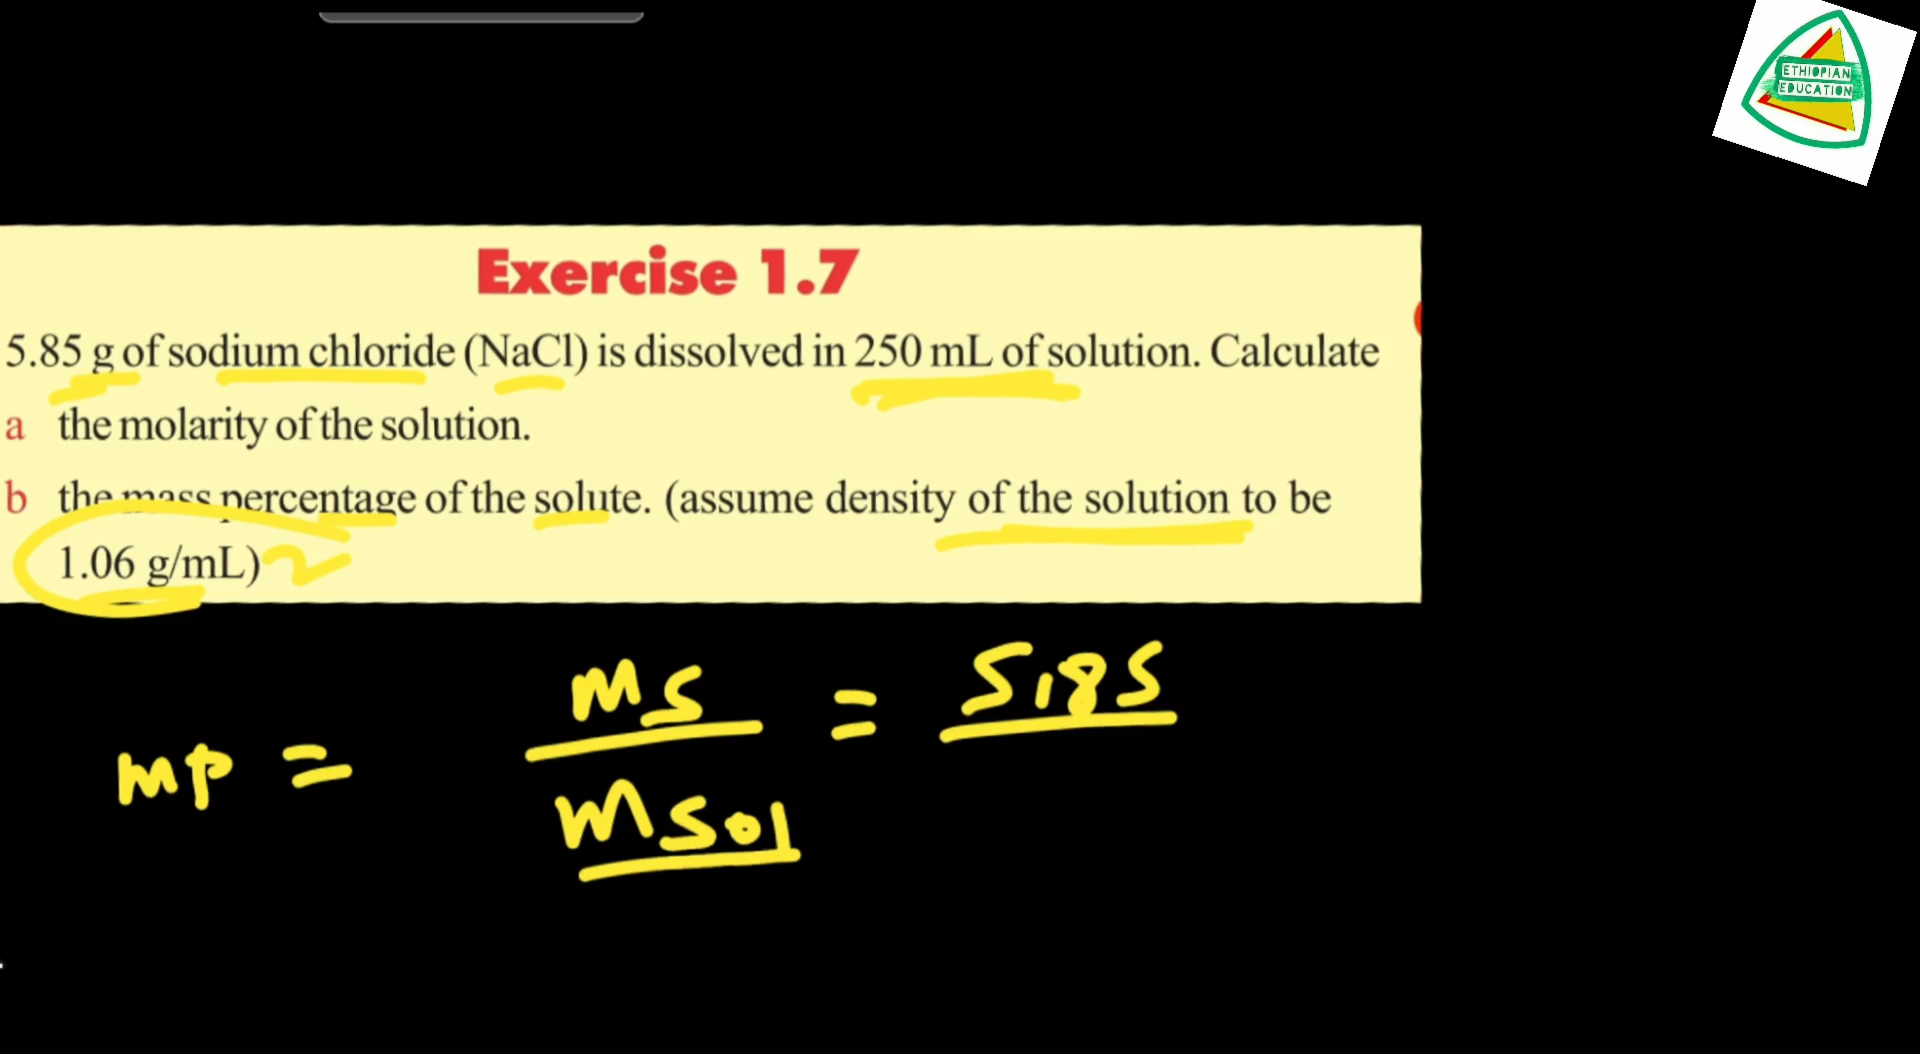 ETHIOPIAN
EDUCATION
Exercise 1.7
5.85 g of sodium chloride (NaCl) is dissolved in 250 mL of solution. Calculate
a the molarity of the solution.
b the mass percentage of the solute. (assume density of the solution to be
1.06 g/mL)
mp = ms = 5.85
msol